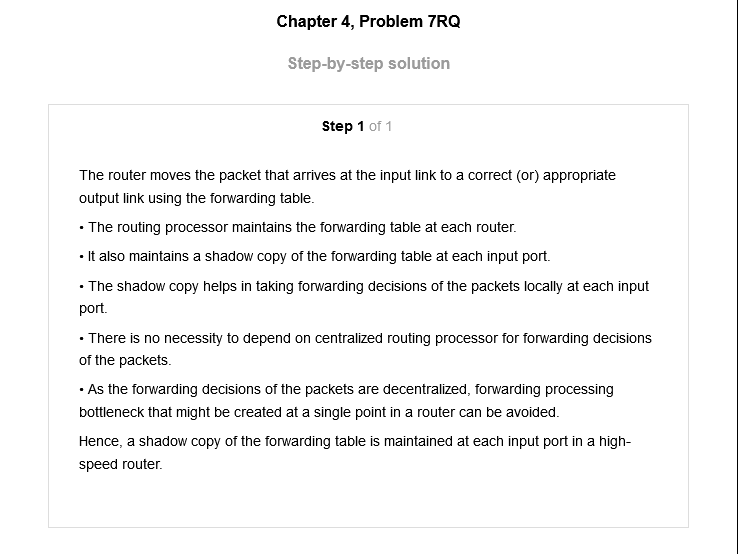 Chapter 4, Problem 7RQ
Step-by-step solution
Step 1 of 1
The router moves the packet that arrives at the input link to a correct (or) appropriate
output link using the forwarding table.
• The routing processor maintains the forwarding table at each router.
• It also maintains a shadow copy of the forwarding table at each input port.
• The shadow copy helps in taking forwarding decisions of the packets locally at each input
port.
• There is no necessity to depend on centralized routing processor for forwarding decisions
of the packets.
• As the forwarding decisions of the packets are decentralized, forwarding processing
bottleneck that might be created at a single point in a router can be avoided.
Hence, a shadow copy of the forwarding table is maintained at each input port in a high-
speed router.